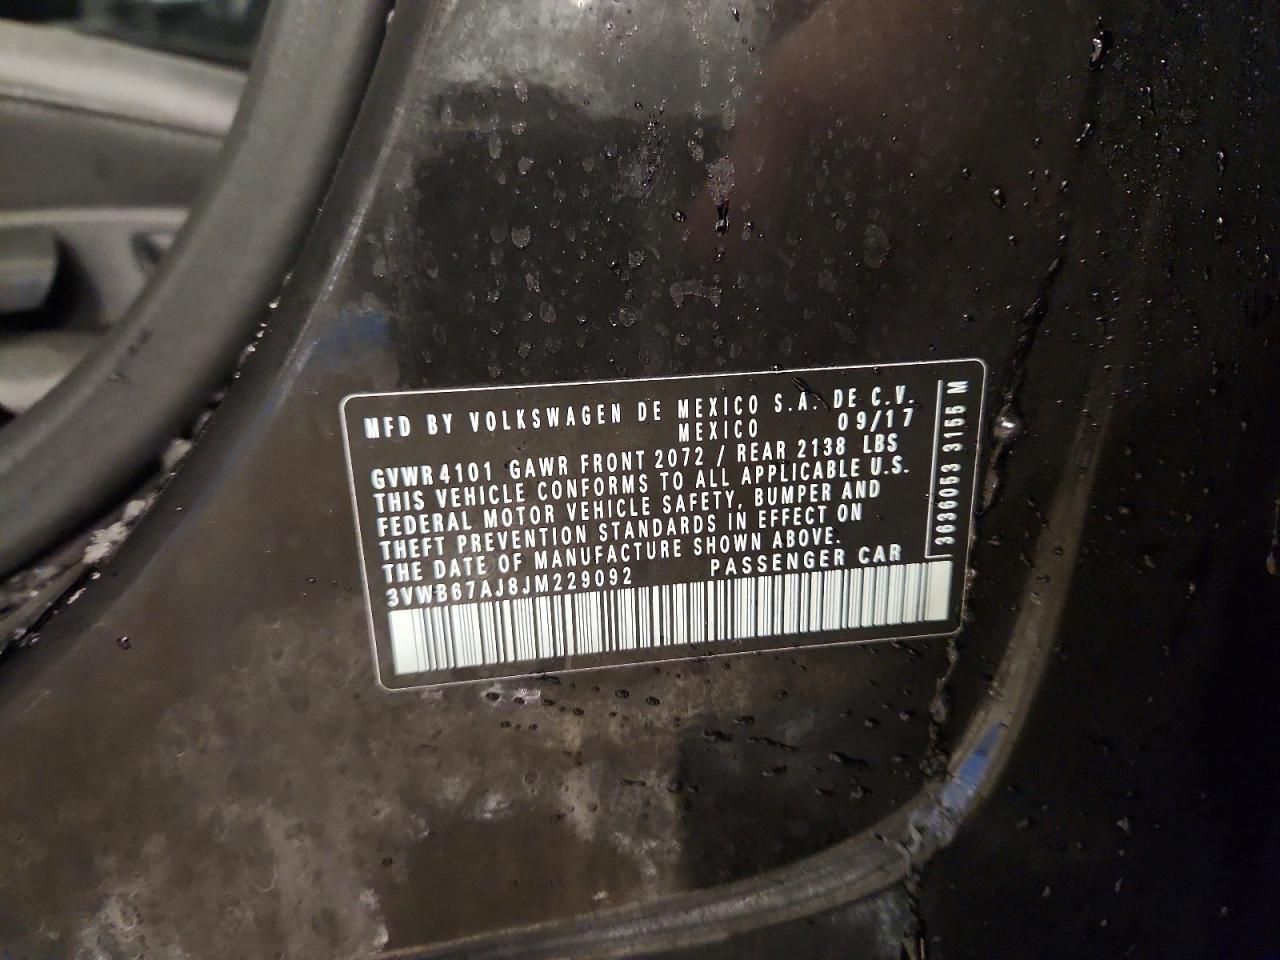 MFD BY VOLKSWAGEN DE MEXICO S.A. DE C.V.
MEXICO 09/17
GVWR 4101 GAWR FRONT 2072 / REAR 2138 LBS
THIS VEHICLE CONFORMS TO ALL APPLICABLE U.S.
FEDERAL MOTOR VEHICLE SAFETY, BUMPER AND
THEFT PREVENTION STANDARDS IN EFFECT ON
THE DATE OF MANUFACTURE SHOWN ABOVE.
3VWB67AJ8JM229092 PASSENGER CAR
3636053 3155 M